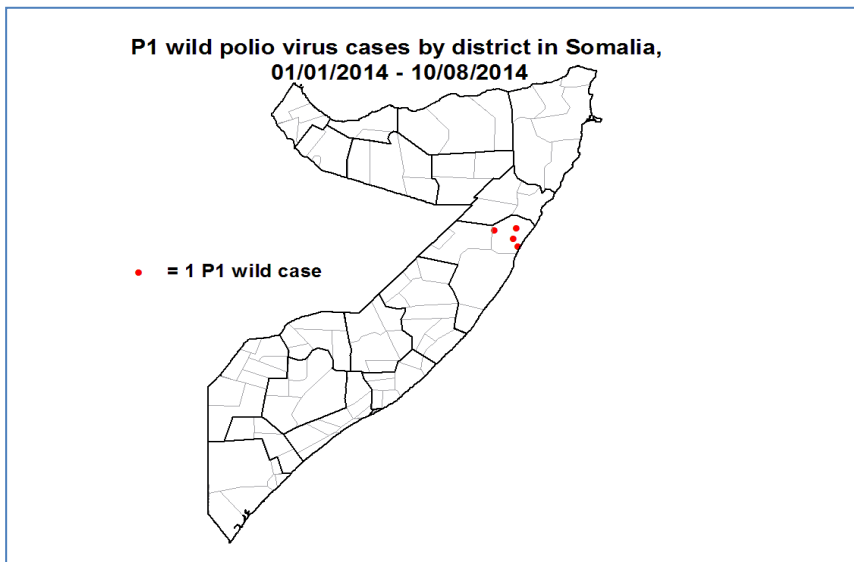 P1 wild polio virus cases by district in Somalia,
01/01/2014 - 10/08/2014
= 1 P1 wild case